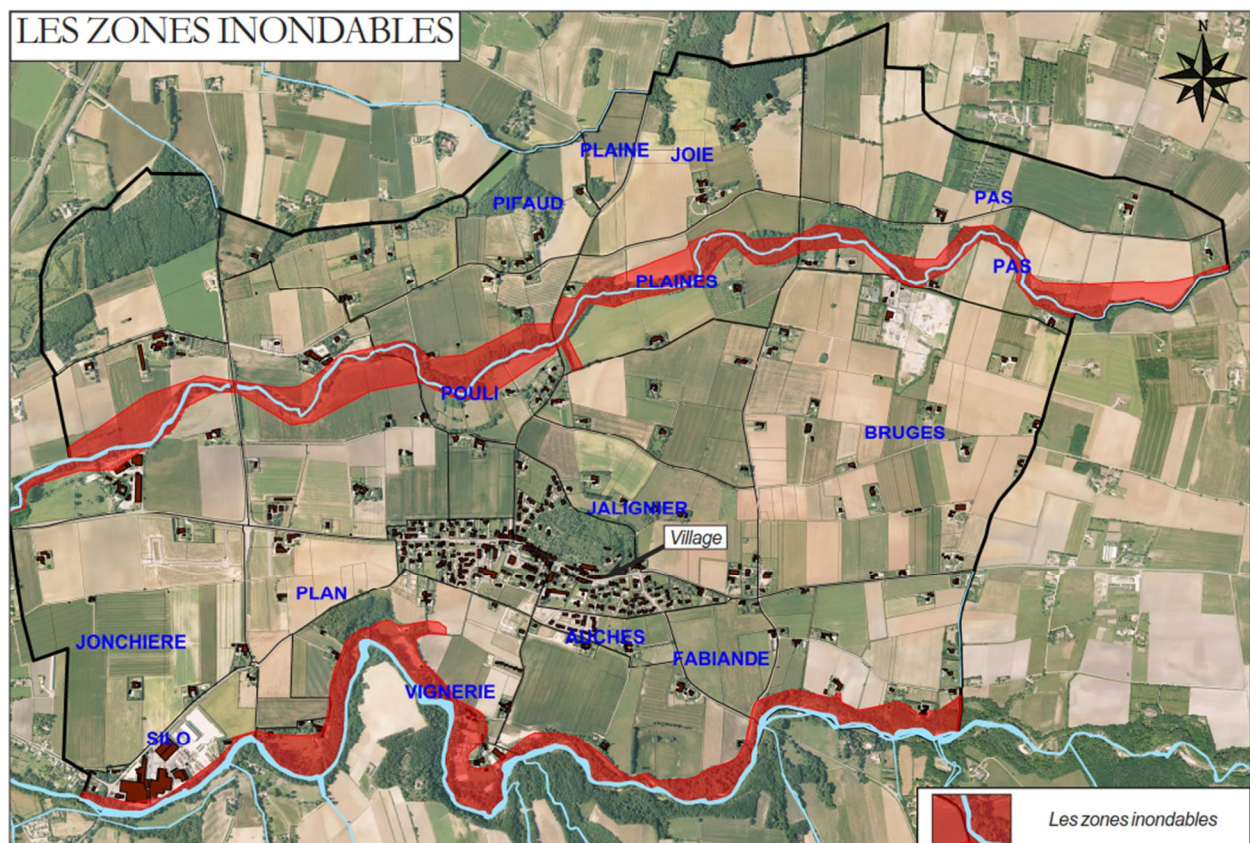 LES ZONES INONDABLES
N
PLAINE
JOIE
PIFAUD
PAS
PAS
PLAINES
POULI
BRUGES
JALIGNIER
Village
PLAN
JONCHIERE
AUCHES
FABIANDE
VIGNERIE
SILO
Les zones inondables